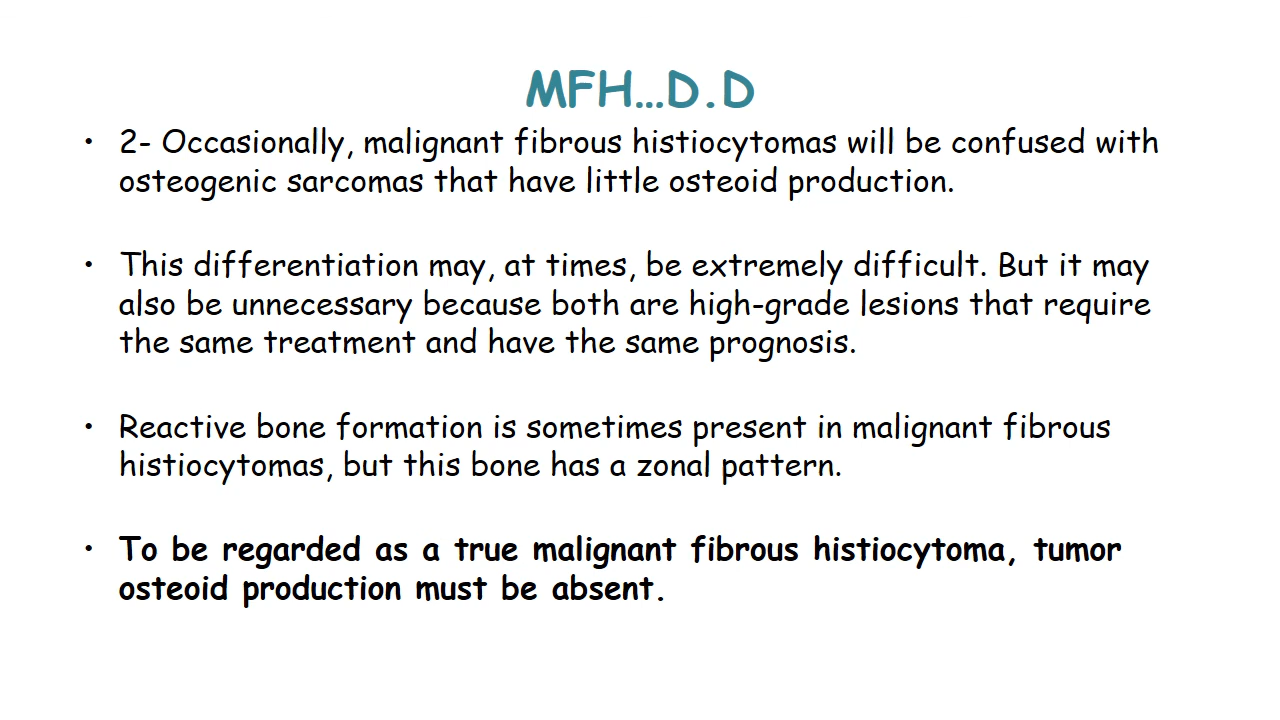 MFH...D.D
• 2- Occasionally, malignant fibrous histiocytomas will be confused with
osteogenic sarcomas that have little osteoid production.
• This differentiation may, at times, be extremely difficult. But it may
also be unnecessary because both are high-grade lesions that require
the same treatment and have the same prognosis.
• Reactive bone formation is sometimes present in malignant fibrous
histiocytomas, but this bone has a zonal pattern.
• To be regarded as a true malignant fibrous histiocytoma, tumor
osteoid production must be absent.